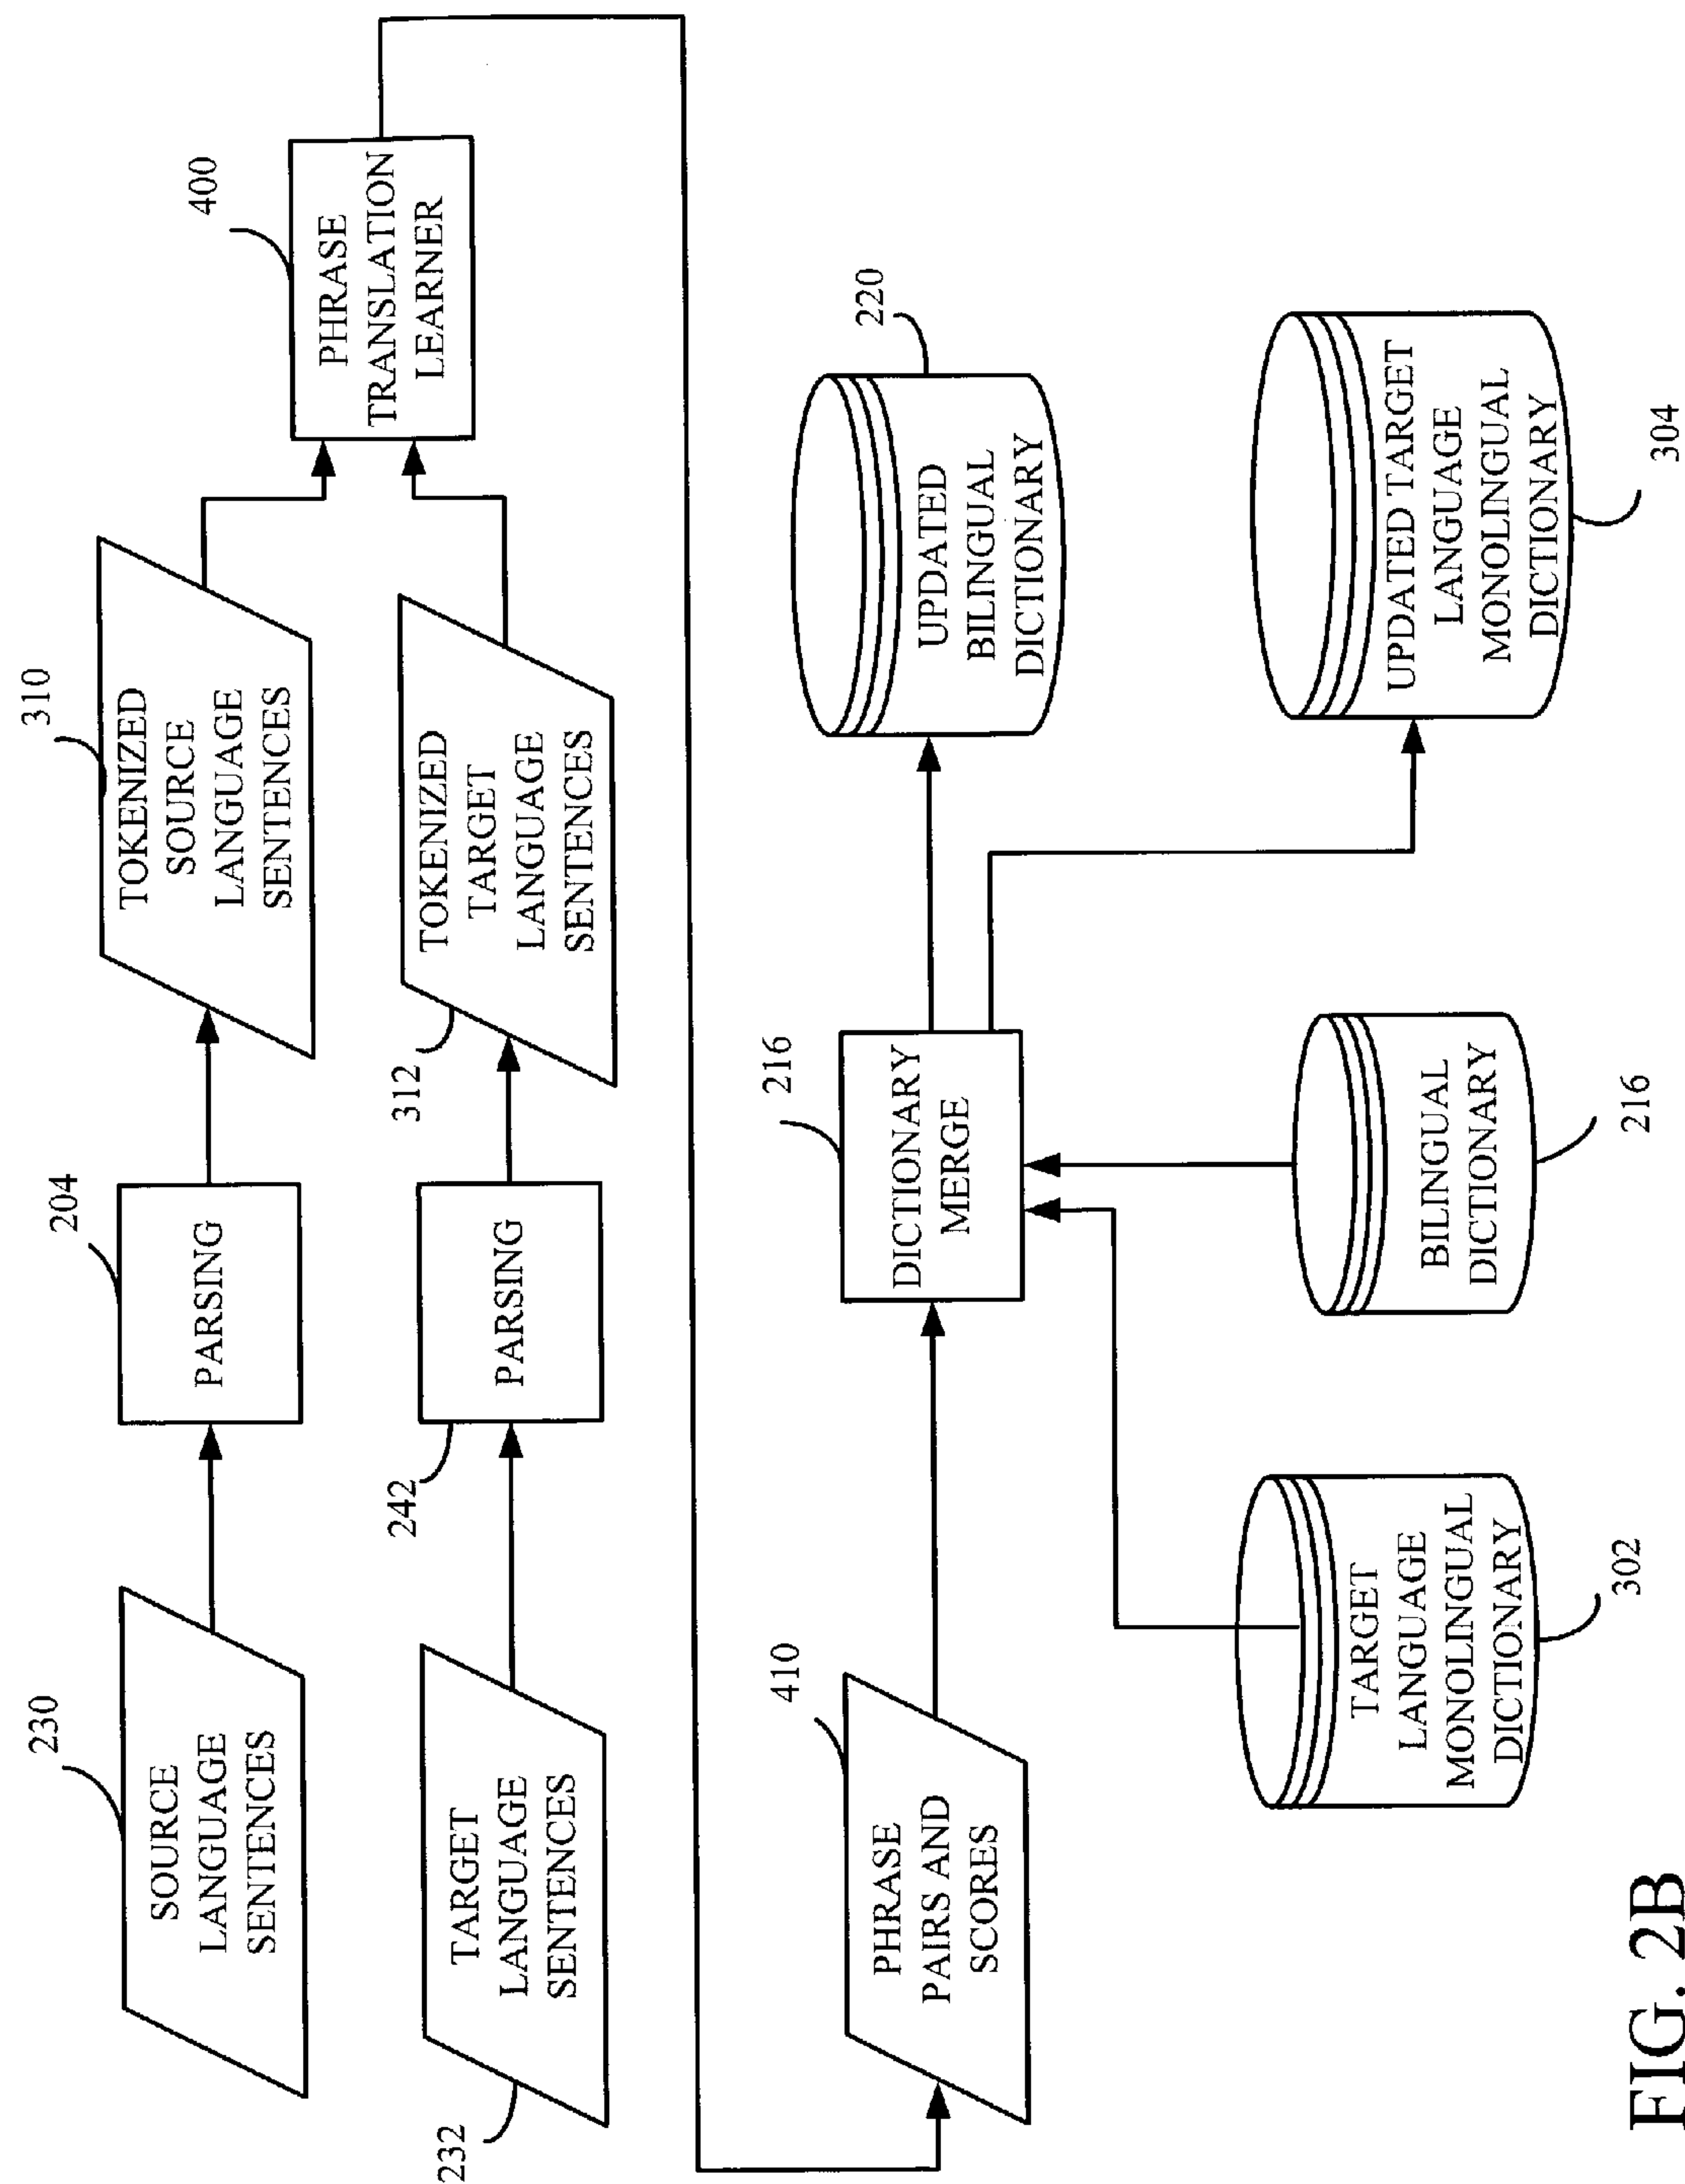 230
SOURCE
LANGUAGE
SENTENCES
204
PARSING
310
TOKENIZED
SOURCE
LANGUAGE
SENTENCES
232
TARGET
LANGUAGE
SENTENCES
242
PARSING
312
TOKENIZED
TARGET
LANGUAGE
SENTENCES
400
PHRASE
TRANSLATION
LEARNER
410
PHRASE
PAIRS AND
SCORES
216
DICTIONARY
MERGE
220
UPDATED
BILINGUAL
DICTIONARY
TARGET
LANGUAGE
MONOLINGUAL
DICTIONARY
302
BILINGUAL
DICTIONARY
216
UPDATED TARGET
LANGUAGE
MONOLINGUAL
DICTIONARY
304
FIG. 2B